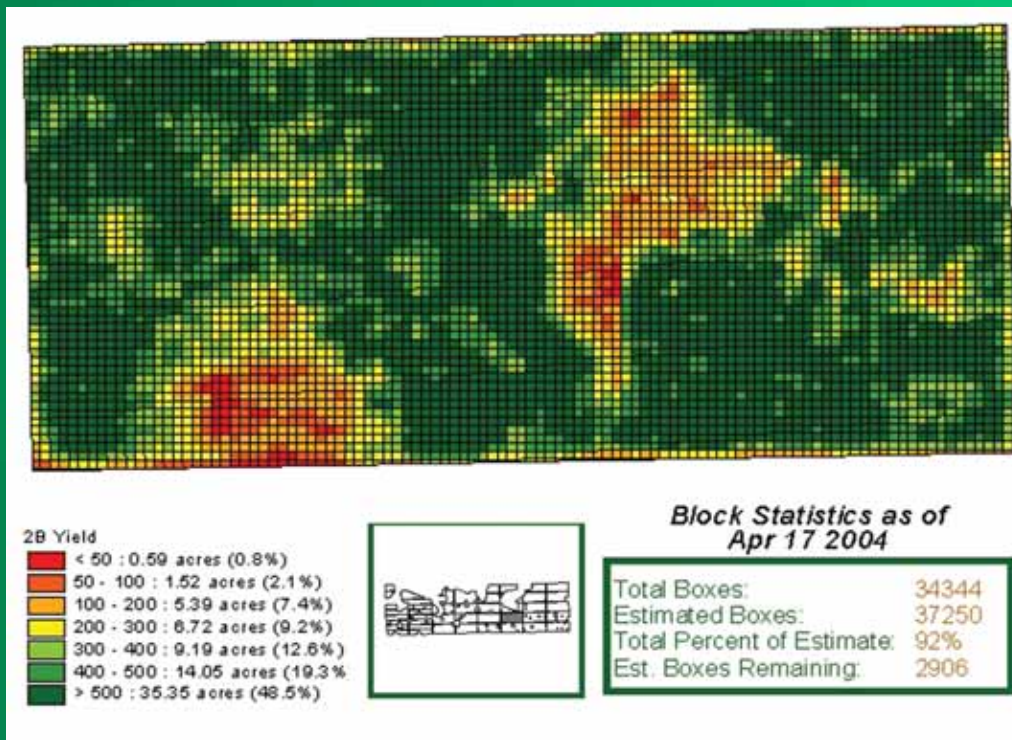 2B Yield
< 50 : 0.59 acres (0.8%)
50 - 100 : 1.52 acres (2.1%)
100 - 200 : 5.39 acres (7.4%)
200 - 300 : 6.72 acres (9.2%)
300 - 400 : 9.19 acres (12.6%)
400 - 500 : 14.05 acres (19.3%
> 500 : 35.35 acres (48.5%)
Block Statistics as of
Apr 17 2004
Total Boxes: 34344
Estimated Boxes: 37250
Total Percent of Estimate: 92%
Est. Boxes Remaining: 2906